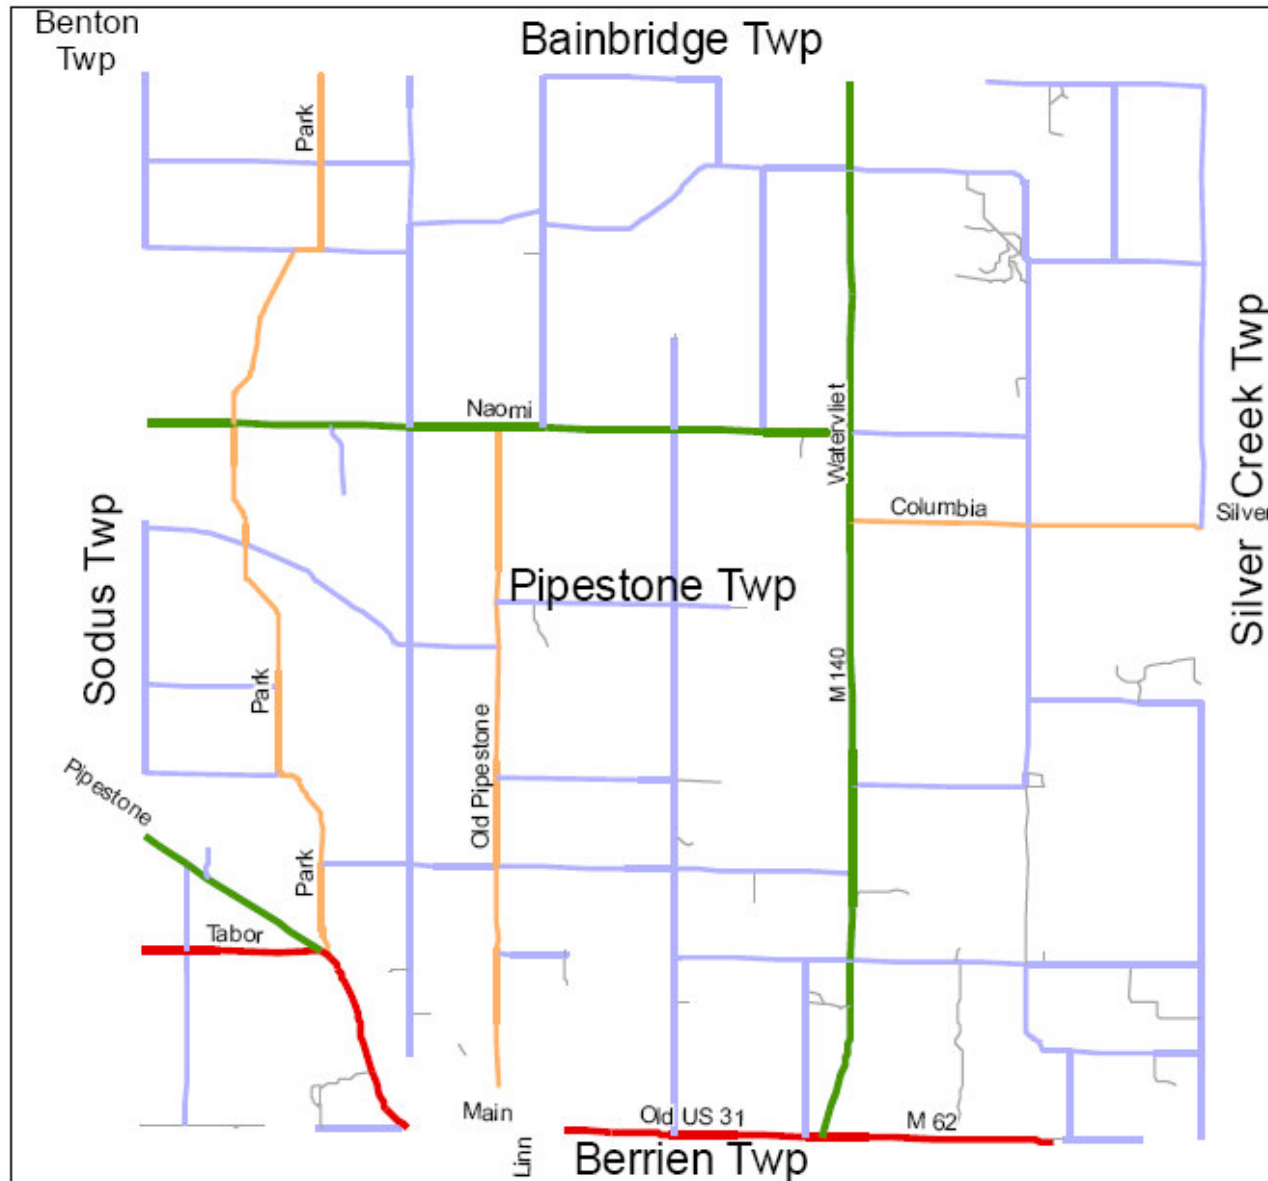 Benton
Twp
Bainbridge Twp
Park
Naomi
Watervliet
Columbia
Silver
Silver Creek Twp
Sodus Twp
Pipestone Twp
Park
M 140
Old Pipestone
Pipestone
Park
Tabor
Main
Linn
Old US 31
M 62
Berrien Twp